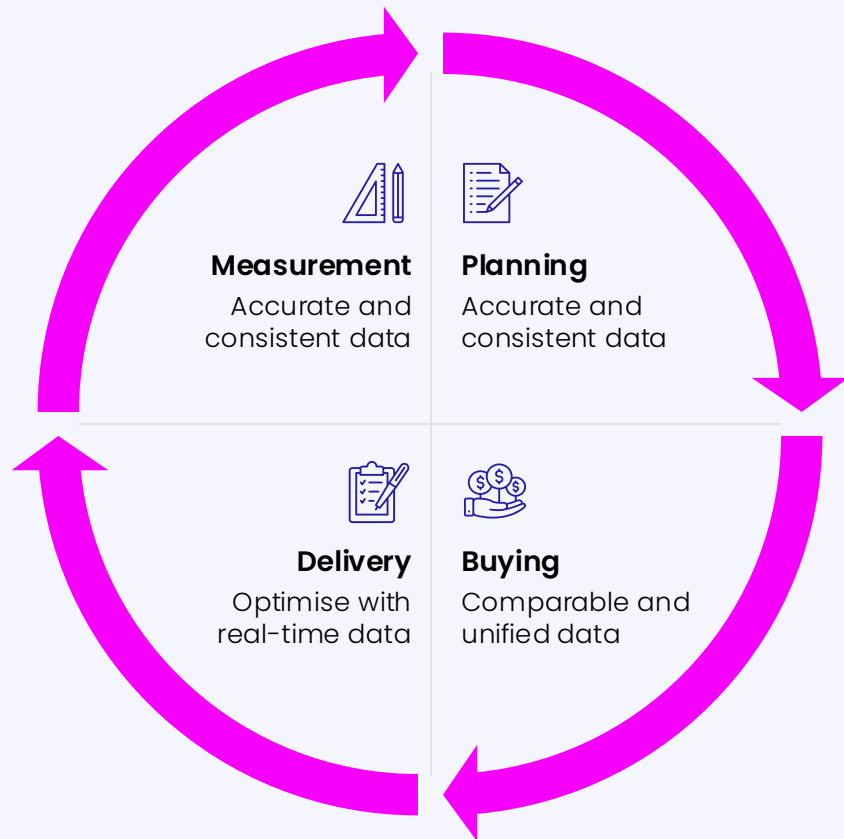 Measurement
Accurate and
consistent data
Planning
Accurate and
consistent data
Delivery
Optimise with
real-time data
Buying
Comparable and
unified data